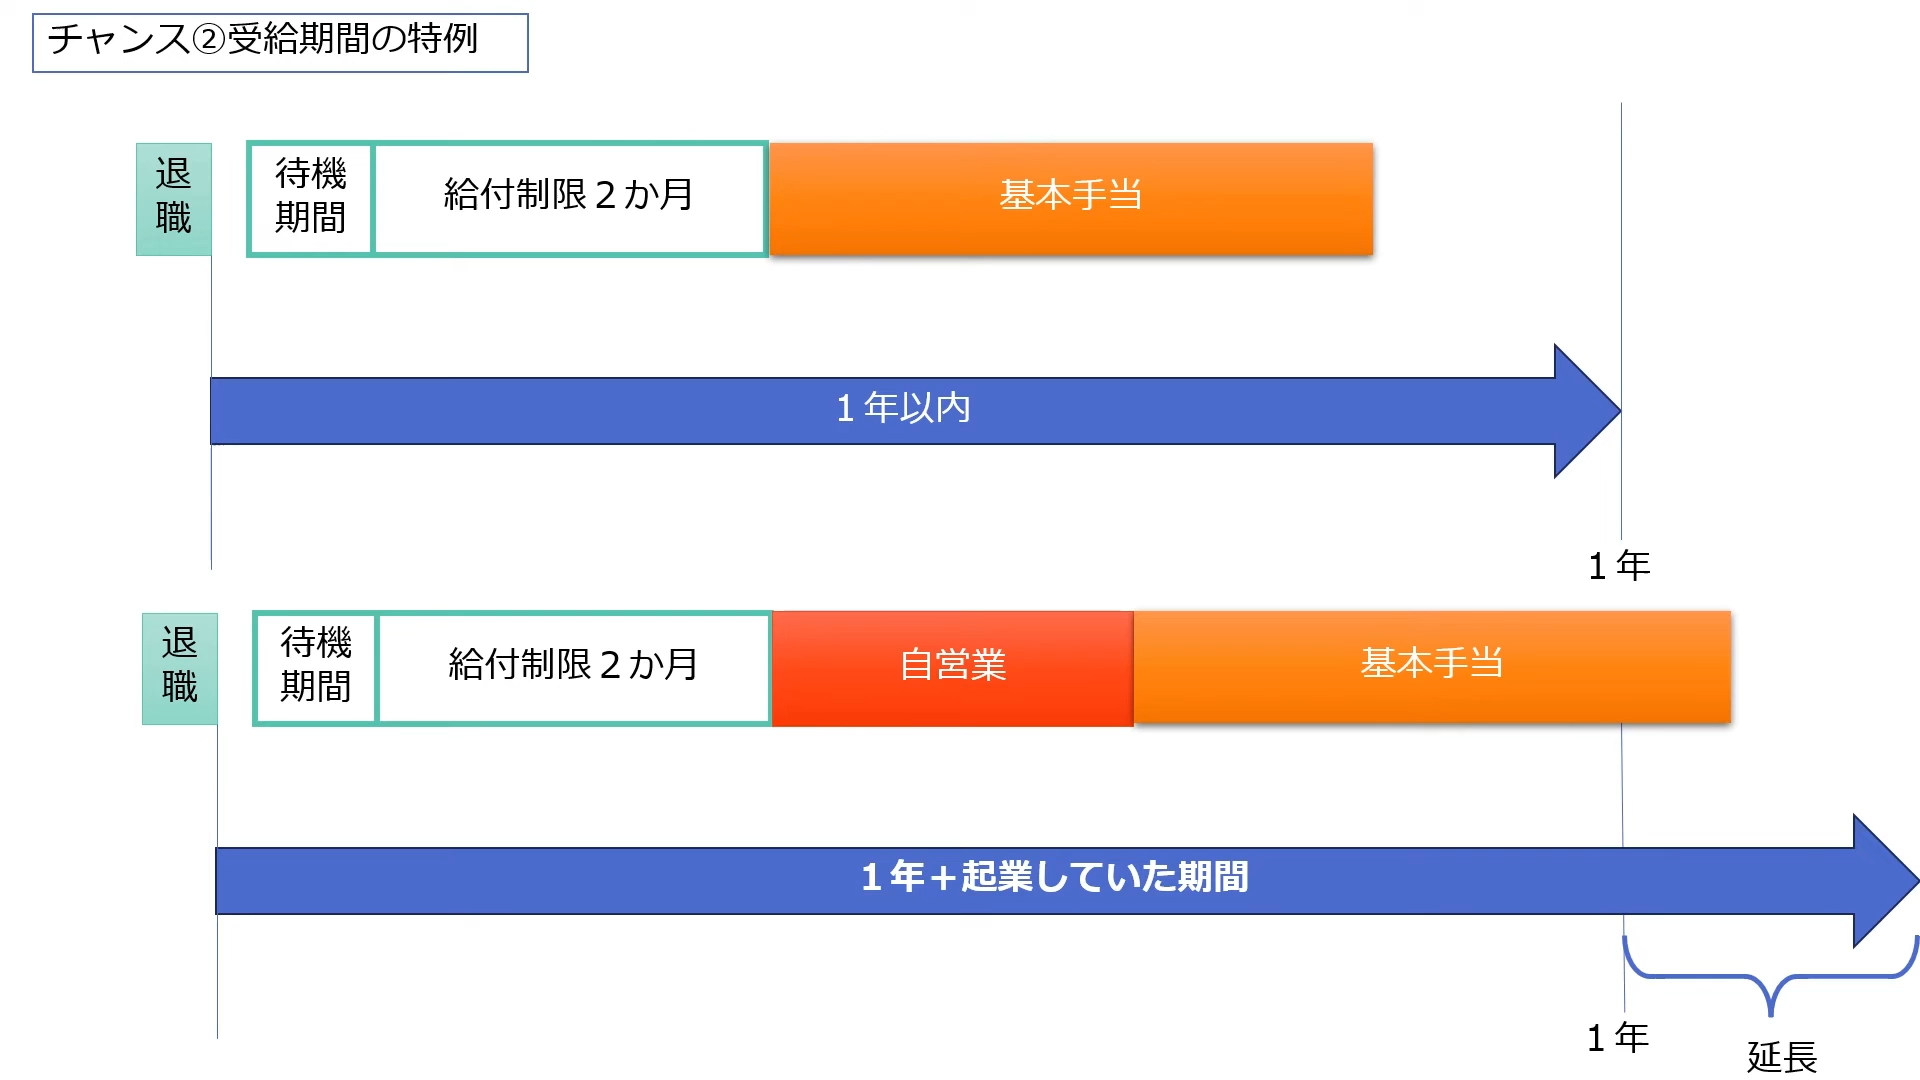 チャンス②受給期間の特例
退職
待機
期間
給付制限２か月
基本手当
１年以内
１年
退職
待機
期間
給付制限２か月
自営業
基本手当
１年＋起業していた期間
１年
延長